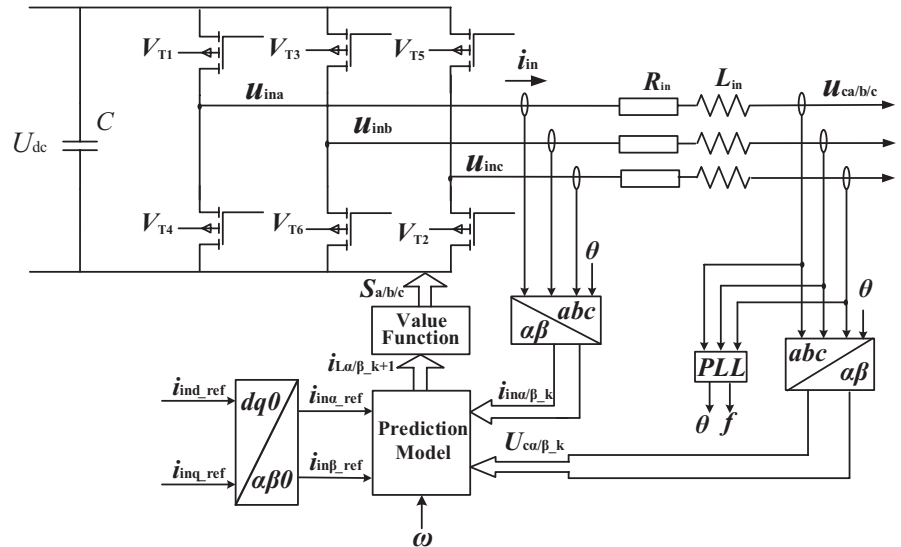 V_T1
V_T3
V_T5
i_in
R_in
L_in
u_ina
u_ca/b/c
U_dc
C
u_inb
u_inc
V_T4
V_T6
V_T2
θ
S_a/b/c
abc
αβ
θ
Value
Function
PLL
abc
αβ
i_Lα/β_k+1
i_ind_ref
dq0
i_inα_ref
i_inα/β_k
θ
f
Prediction
Model
U_cα/β_k
i_inq_ref
αβ0
i_inβ_ref
ω